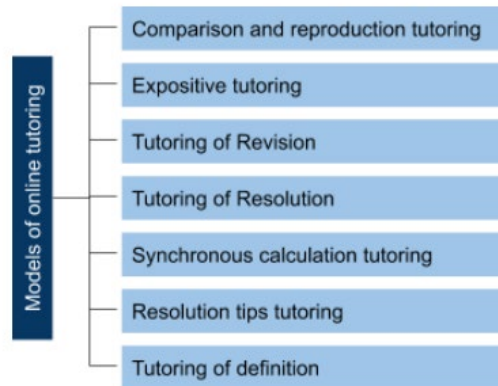 Models of online tutoring
Comparison and reproduction tutoring
Expositive tutoring
Tutoring of Revision
Tutoring of Resolution
Synchronous calculation tutoring
Resolution tips tutoring
Tutoring of definition